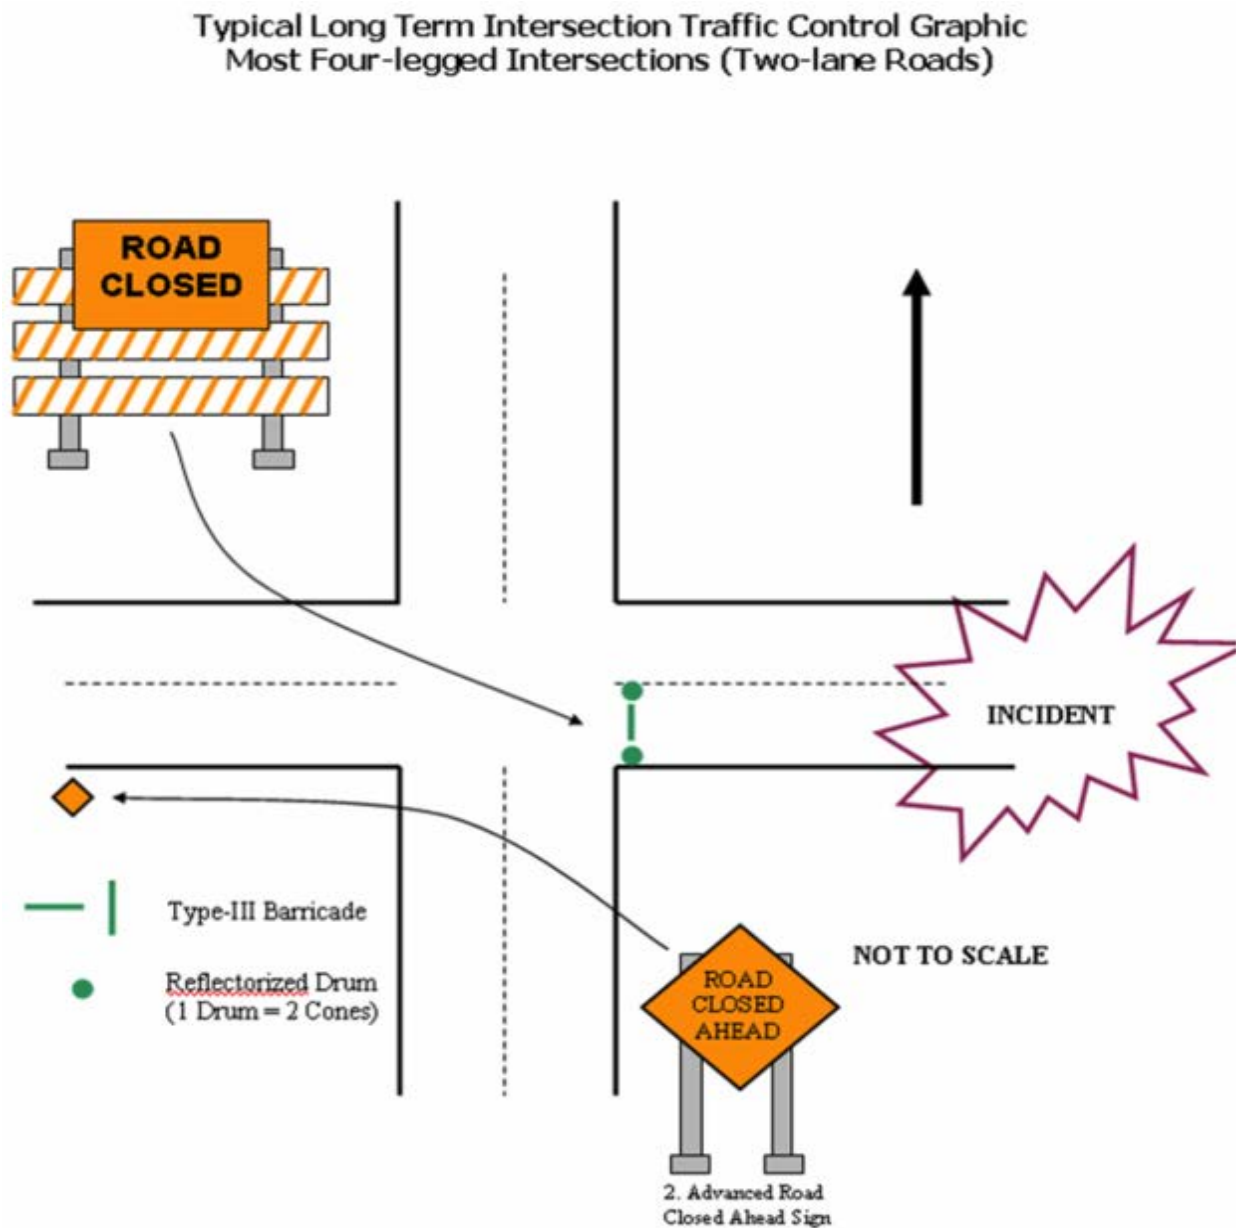 Typical Long Term Intersection Traffic Control Graphic
Most Four-legged Intersections (Two-lane Roads)
ROAD
CLOSED
INCIDENT
Type-III Barricade
Reflectorized Drum
(1 Drum = 2 Cones)
NOT TO SCALE
ROAD
CLOSED
AHEAD
2. Advanced Road
Closed Ahead Sign